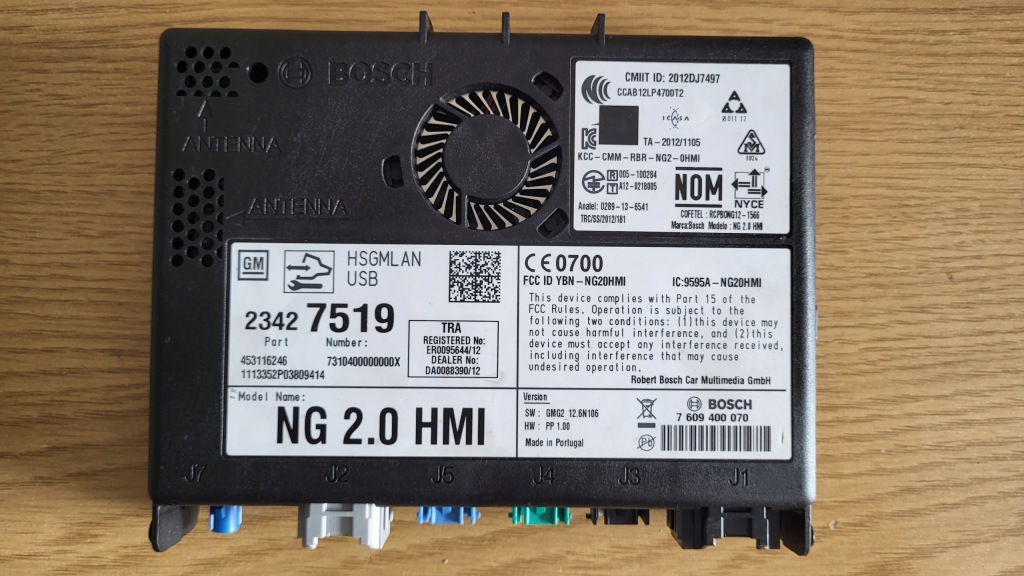 BOSCH
ANTENNA
ANTENNA
CMIIT ID: 2012DJ7497
CCAB12LP4700T2
ICASA
TA-2012/1105
KCC-CMM-RBR-NG2-0HMI
R 005-100284
T A12-0218005
Anatel: 0289-13-6541
TRC/SS/2012/181
Ø011 12
1024
NOM
NYCE
COFETEL: RCPBONG12-1566
Marca:Bosch Modelo: NG 2.0 HMI
GM
HSGMLAN
USB
2342 7519
Part Number:
453116246 7310400000000X
1113352P03809414
TRA
REGISTERED No:
ER0095644/12
DEALER No:
DA0088390/12
Model Name:
NG 2.0 HMI
CE0700
FCC ID YBN-NG20HMI IC:9595A-NG20HMI
This device complies with Part 15 of the
FCC Rules. Operation is subject to the
following two conditions: (1)this device may
not cause harmful interference, and (2)this
device must accept any interference received,
including interference that may cause
undesired operation.
Robert Bosch Car Multimedia GmbH
Version
SW: GMG2 12.6N106
HW: PP 1.00
Made in Portugal
BOSCH
7 609 400 070
J7 J2 J5 J4 J3 J1